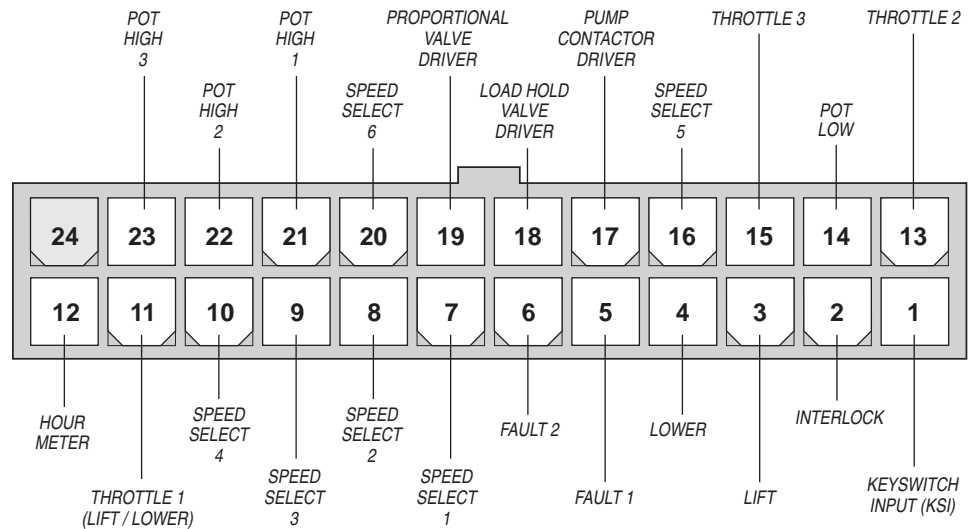 POT
HIGH
3
POT
HIGH
2
POT
HIGH
1
SPEED
SELECT
6
PROPORTIONAL
VALVE
DRIVER
LOAD HOLD
VALVE
DRIVER
PUMP
CONTACTOR
DRIVER
SPEED
SELECT
5
THROTTLE 3
POT
LOW
THROTTLE 2
24 23 22 21 20 19 18 17 16 15 14 13
12 11 10 9 8 7 6 5 4 3 2 1
HOUR
METER
THROTTLE 1
(LIFT / LOWER)
SPEED
SELECT
4
SPEED
SELECT
3
SPEED
SELECT
2
SPEED
SELECT
1
FAULT 2
FAULT 1
LOWER
LIFT
INTERLOCK
KEYSWITCH
INPUT (KSI)